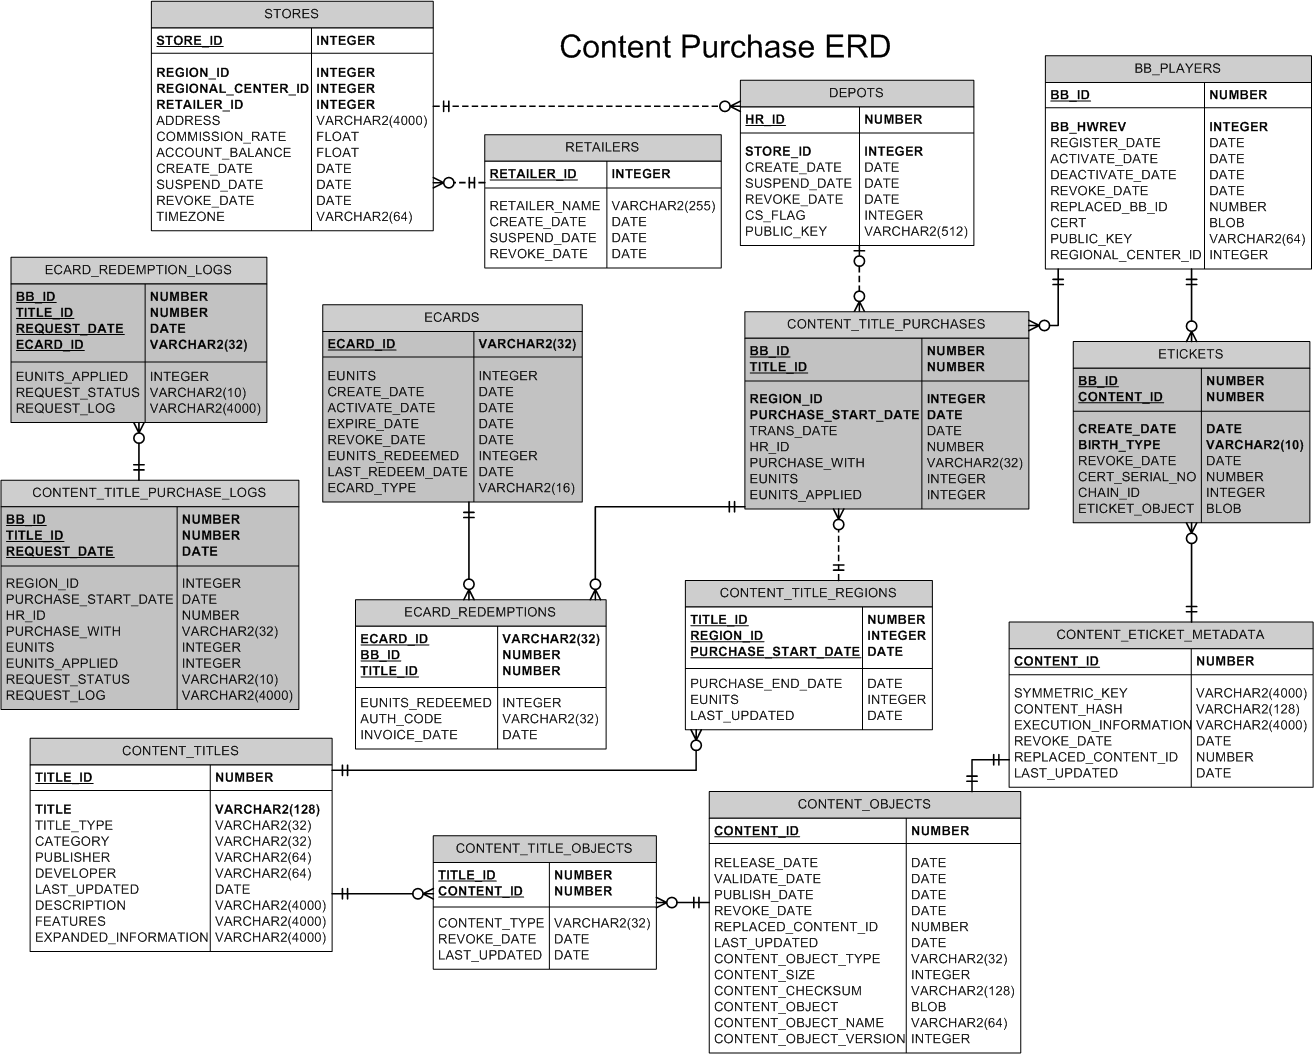 Content Purchase ERD
STORES
STORE_ID INTEGER
REGION_ID INTEGER
REGIONAL_CENTER_ID INTEGER
RETAILER_ID INTEGER
ADDRESS VARCHAR2(4000)
COMMISSION_RATE FLOAT
ACCOUNT_BALANCE FLOAT
CREATE_DATE DATE
SUSPEND_DATE DATE
REVOKE_DATE DATE
TIMEZONE VARCHAR2(64)
RETAILERS
RETAILER_ID INTEGER
RETAILER_NAME VARCHAR2(255)
CREATE_DATE DATE
SUSPEND_DATE DATE
REVOKE_DATE DATE
DEPOTS
HR_ID NUMBER
STORE_ID INTEGER
CREATE_DATE DATE
SUSPEND_DATE DATE
REVOKE_DATE DATE
CS_FLAG INTEGER
PUBLIC_KEY VARCHAR2(512)
BB_PLAYERS
BB_ID NUMBER
BB_HWREV INTEGER
REGISTER_DATE DATE
ACTIVATE_DATE DATE
DEACTIVATE_DATE DATE
REVOKE_DATE DATE
REPLACED_BB_ID NUMBER
CERT BLOB
PUBLIC_KEY VARCHAR2(64)
REGIONAL_CENTER_ID INTEGER
ECARD_REDEMPTION_LOGS
BB_ID NUMBER
TITLE_ID NUMBER
REQUEST_DATE DATE
ECARD_ID VARCHAR2(32)
EUNITS_APPLIED INTEGER
REQUEST_STATUS VARCHAR2(10)
REQUEST_LOG VARCHAR2(4000)
ECARDS
ECARD_ID VARCHAR2(32)
EUNITS INTEGER
CREATE_DATE DATE
ACTIVATE_DATE DATE
EXPIRE_DATE DATE
REVOKE_DATE DATE
EUNITS_REDEEMED INTEGER
LAST_REDEEM_DATE DATE
ECARD_TYPE VARCHAR2(16)
CONTENT_TITLE_PURCHASES
BB_ID NUMBER
TITLE_ID NUMBER
REGION_ID INTEGER
PURCHASE_START_DATE DATE
TRANS_DATE DATE
HR_ID NUMBER
PURCHASE_WITH VARCHAR2(32)
EUNITS INTEGER
EUNITS_APPLIED INTEGER
ETICKETS
BB_ID NUMBER
CONTENT_ID NUMBER
CREATE_DATE DATE
BIRTH_TYPE VARCHAR2(10)
REVOKE_DATE DATE
CERT_SERIAL_NO NUMBER
CHAIN_ID INTEGER
ETICKET_OBJECT BLOB
CONTENT_TITLE_PURCHASE_LOGS
BB_ID NUMBER
TITLE_ID NUMBER
REQUEST_DATE DATE
REGION_ID INTEGER
PURCHASE_START_DATE DATE
HR_ID NUMBER
PURCHASE_WITH VARCHAR2(32)
EUNITS INTEGER
EUNITS_APPLIED INTEGER
REQUEST_STATUS VARCHAR2(10)
REQUEST_LOG VARCHAR2(4000)
ECARD_REDEMPTIONS
ECARD_ID VARCHAR2(32)
BB_ID NUMBER
TITLE_ID NUMBER
EUNITS_REDEEMED INTEGER
AUTH_CODE VARCHAR2(32)
INVOICE_DATE DATE
CONTENT_TITLE_REGIONS
TITLE_ID NUMBER
REGION_ID INTEGER
PURCHASE_START_DATE DATE
PURCHASE_END_DATE DATE
EUNITS INTEGER
LAST_UPDATED DATE
CONTENT_ETICKET_METADATA
CONTENT_ID NUMBER
SYMMETRIC_KEY VARCHAR2(4000)
CONTENT_HASH VARCHAR2(128)
EXECUTION_INFORMATION VARCHAR2(4000)
REVOKE_DATE DATE
REPLACED_CONTENT_ID NUMBER
LAST_UPDATED DATE
CONTENT_TITLES
TITLE_ID NUMBER
TITLE VARCHAR2(128)
TITLE_TYPE VARCHAR2(32)
CATEGORY VARCHAR2(32)
PUBLISHER VARCHAR2(64)
DEVELOPER VARCHAR2(64)
LAST_UPDATED DATE
DESCRIPTION VARCHAR2(4000)
FEATURES VARCHAR2(4000)
EXPANDED_INFORMATION VARCHAR2(4000)
CONTENT_TITLE_OBJECTS
TITLE_ID NUMBER
CONTENT_ID NUMBER
CONTENT_TYPE VARCHAR2(32)
REVOKE_DATE DATE
LAST_UPDATED DATE
CONTENT_OBJECTS
CONTENT_ID NUMBER
RELEASE_DATE DATE
VALIDATE_DATE DATE
PUBLISH_DATE DATE
REVOKE_DATE DATE
REPLACED_CONTENT_ID NUMBER
LAST_UPDATED DATE
CONTENT_OBJECT_TYPE VARCHAR2(32)
CONTENT_SIZE INTEGER
CONTENT_CHECKSUM VARCHAR2(128)
CONTENT_OBJECT BLOB
CONTENT_OBJECT_NAME VARCHAR2(64)
CONTENT_OBJECT_VERSION INTEGER